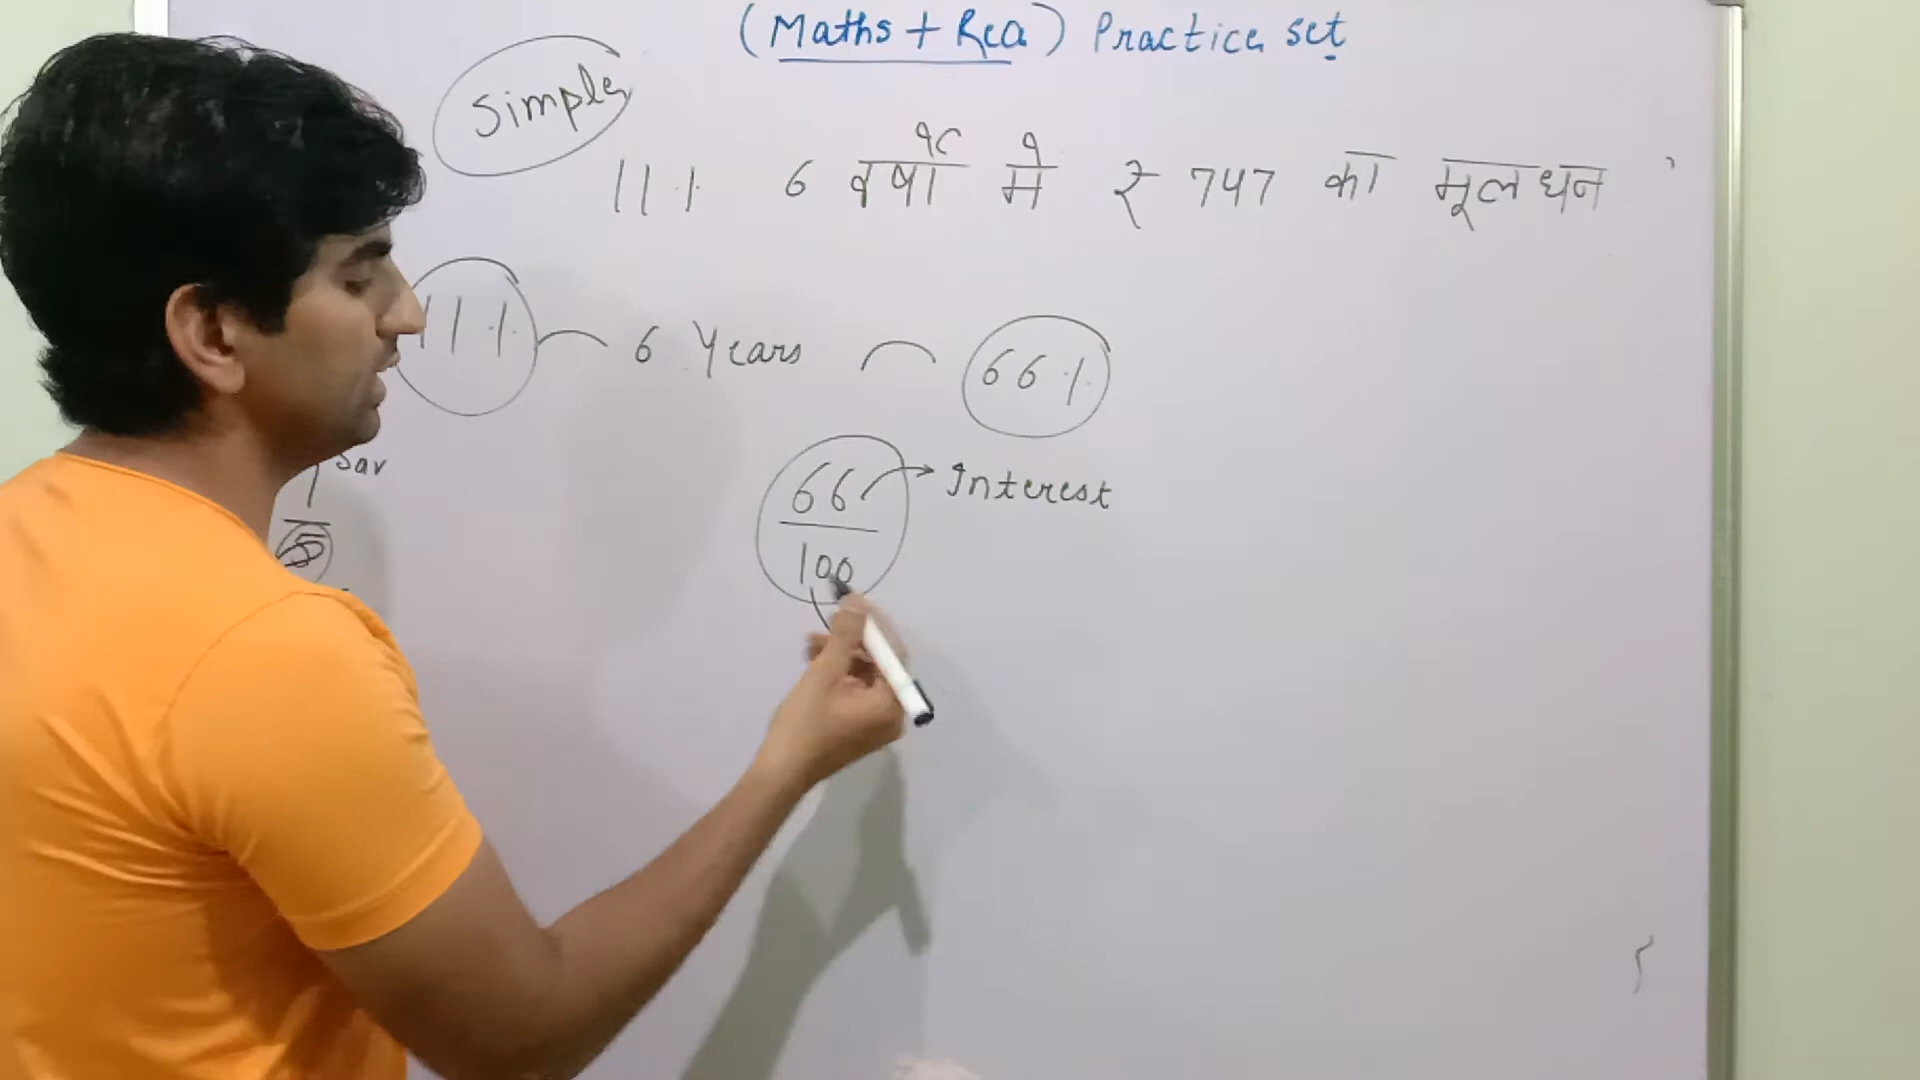 (Maths + Rea) Practice set
Simple
11% 6 वर्षो में ₹ 747 का मूलधन
11% 6 Years 66%
66 Interest
100